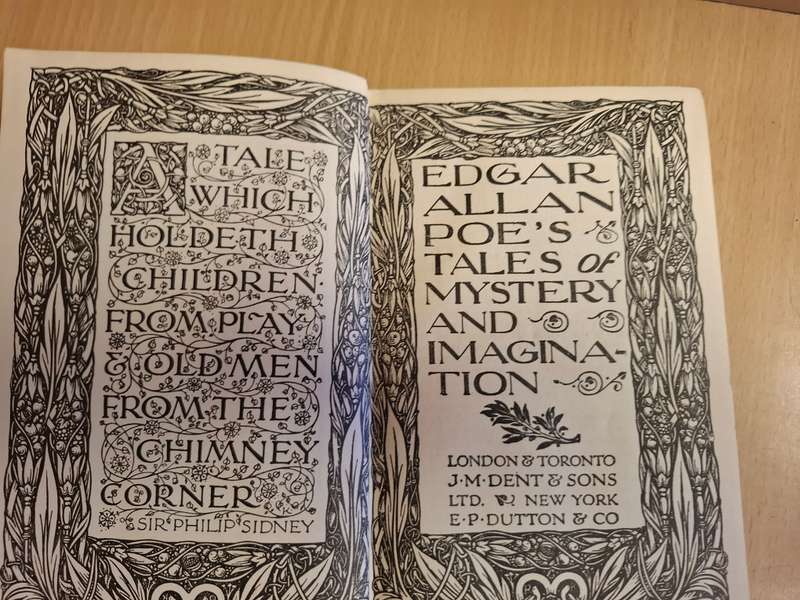 A TALE
WHICH
HOLDETH
CHILDREN
FROM PLAY
& OLD MEN
FROM THE
CHIMNEY
CORNER
SIR PHILIP SIDNEY
EDGAR
ALLAN
POE'S
TALES of
MYSTERY
AND
IMAGINA-
TION
LONDON & TORONTO
J·M·DENT & SONS
LTD. NEW YORK
E·P·DUTTON & CO